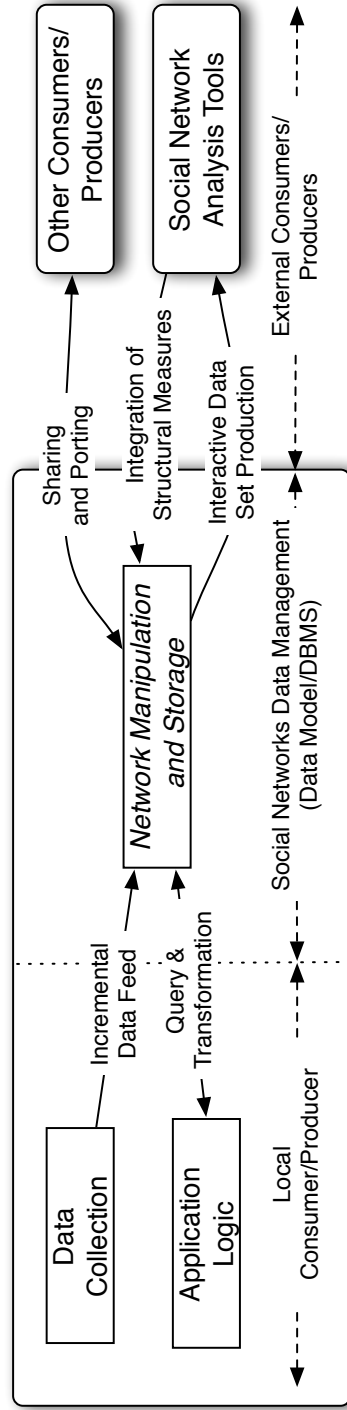 Data
Collection
Incremental
Data Feed
Application
Logic
Query &
Transformation
Network Manipulation
and Storage
Sharing
and Porting
Integration of
Structural Measures
Interactive Data
Set Production
Other Consumers/
Producers
Social Network
Analysis Tools
Local
Consumer/Producer
Social Networks Data Management
(Data Model/DBMS)
External Consumers/
Producers